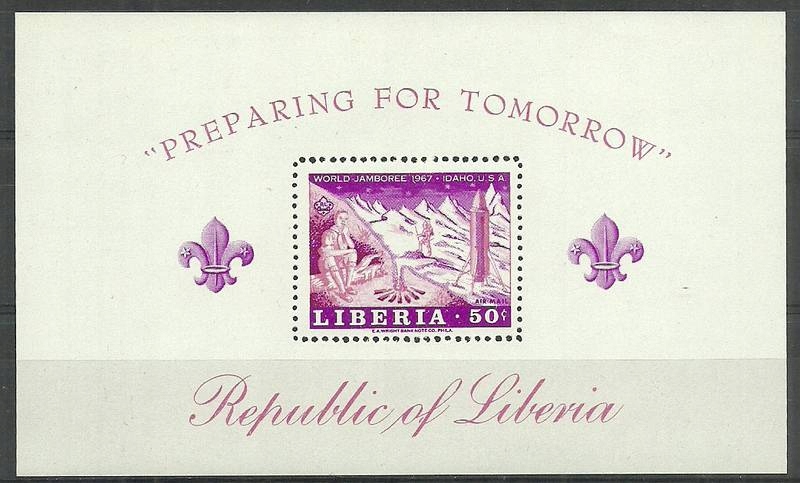 "PREPARING FOR TOMORROW"
WORLD-JAMBOREE 1967 • IDAHO, U.S.A.
AIR MAIL
LIBERIA • 50¢
E.A. WRIGHT BANK NOTE CO. PHILA.
Republic of Liberia